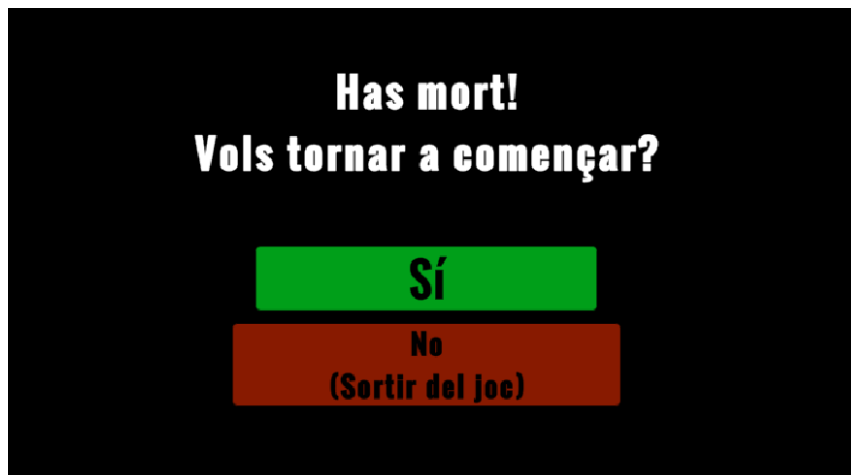 Has mort!
Vols tornar a començar?
Sí
No
(Sortir del joc)